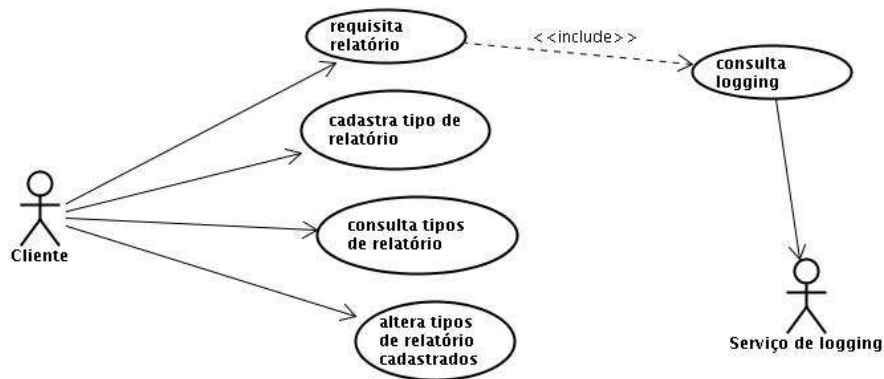 requisita
relatório
<<include>>
consulta
logging
cadastra tipo de
relatório
consulta tipos
de relatório
Cliente
altera tipos
de relatório
cadastrados
Serviço de logging